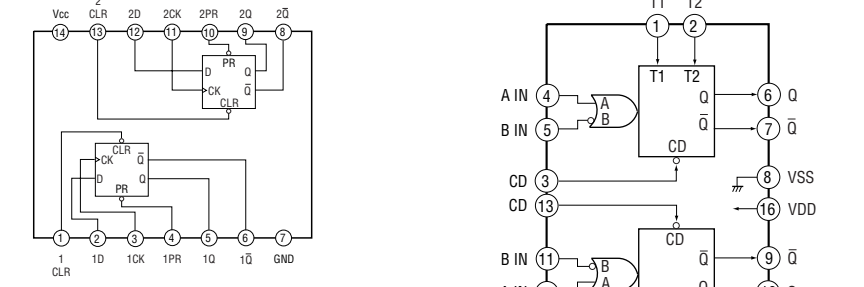 2
Vcc CLR 2D 2CK 2PR 2Q 2Q̅
14 13 12 11 10 9 8
PR
D Q
CK Q̅
CLR
CLR
CK Q̅
D Q
PR
1 2 3 4 5 6 7
1 1D 1CK 1PR 1Q 1Q̅ GND
CLR
T1 T2
1 2
T1 T2
A IN 4 A Q 6 Q
B IN 5 B Q̅ 7 Q̅
CD
CD 3 8 VSS
CD 13 16 VDD
CD
B IN 11 B Q̅ 9 Q̅
A